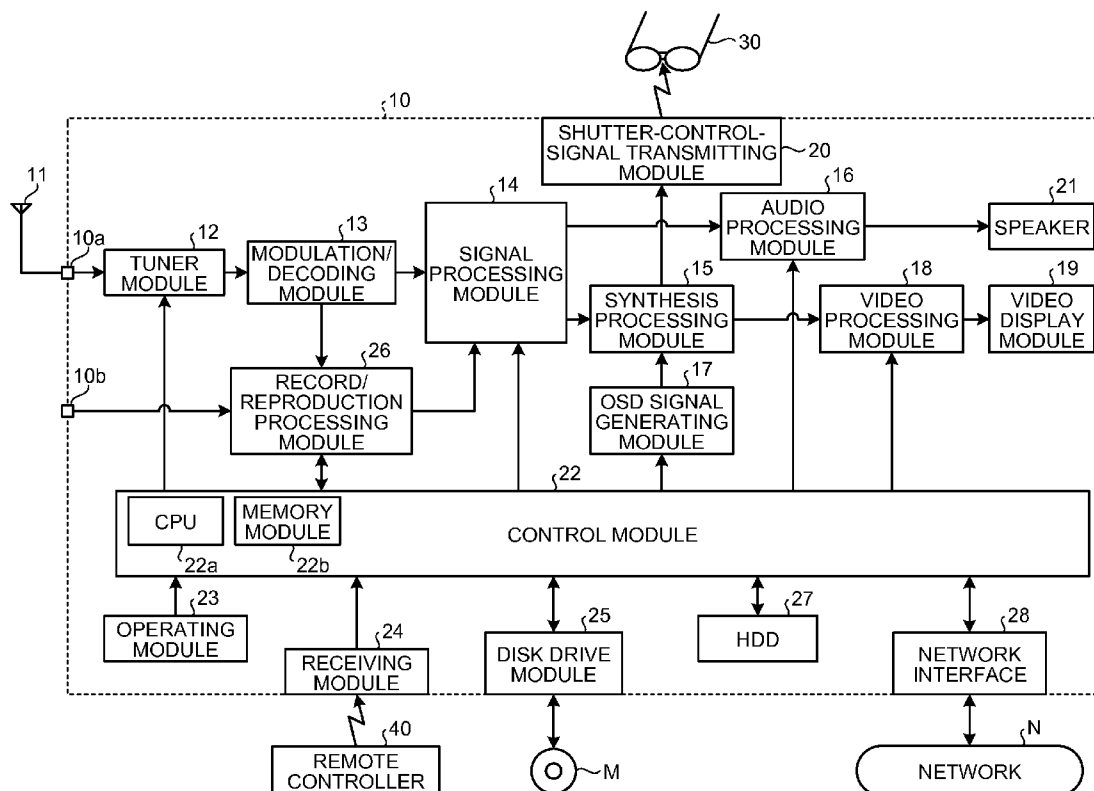 30
10
SHUTTER-CONTROL-
SIGNAL TRANSMITTING
MODULE
20
11
10a
12
TUNER
MODULE
13
MODULATION/
DECODING
MODULE
14
SIGNAL
PROCESSING
MODULE
16
AUDIO
PROCESSING
MODULE
21
SPEAKER
15
SYNTHESIS
PROCESSING
MODULE
18
VIDEO
PROCESSING
MODULE
19
VIDEO
DISPLAY
MODULE
10b
26
RECORD/
REPRODUCTION
PROCESSING
MODULE
17
OSD SIGNAL
GENERATING
MODULE
22
CPU
22a
MEMORY
MODULE
22b
CONTROL MODULE
23
OPERATING
MODULE
24
RECEIVING
MODULE
25
DISK DRIVE
MODULE
27
HDD
28
NETWORK
INTERFACE
40
REMOTE
CONTROLLER
M
N
NETWORK